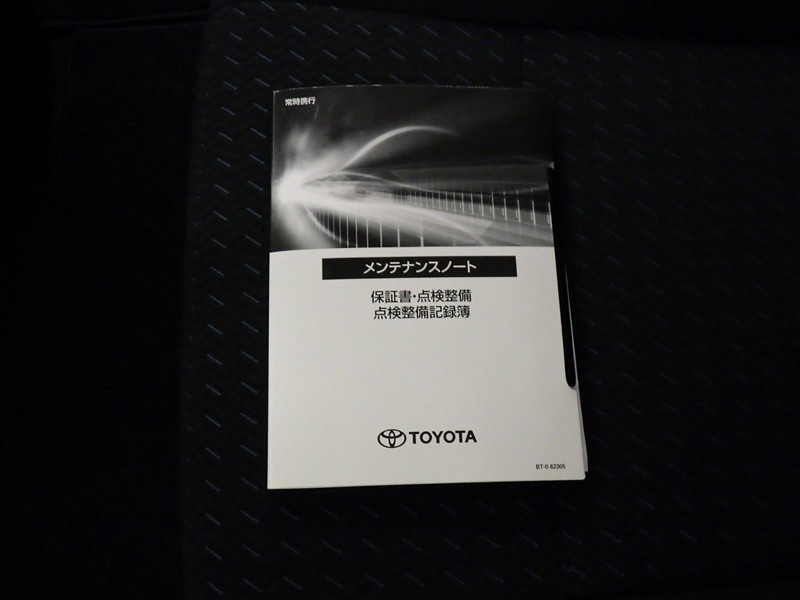 常時携行
メンテナンスノート
保証書・点検整備
点検整備記録簿
TOYOTA
BT-0 62305